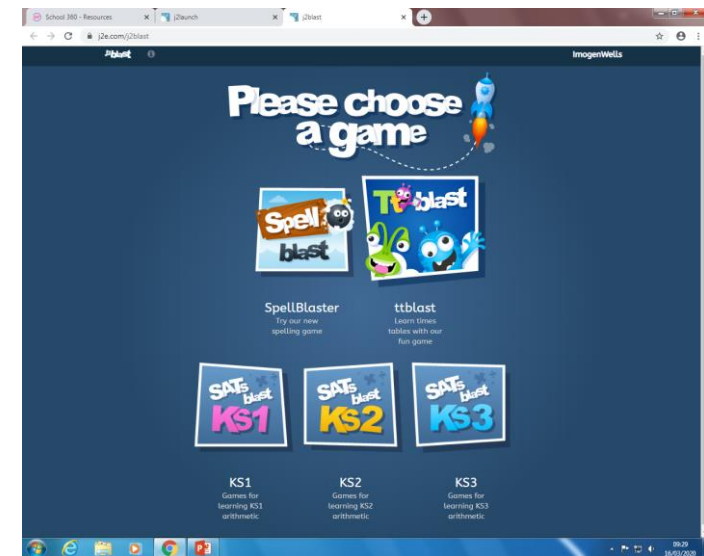 School 360 - Resources
j2launch
j2blast
j2e.com/j2blast
j2blast
ImogenWells
Please choose
a game
Spell
blast
Tt blast
SpellBlaster
Try our new
spelling game
ttblast
Learn times
tables with our
fun game
SATs
blast
KS1
SATs
blast
KS2
SATs
blast
KS3
KS1
Games for
learning KS1
arithmetic
KS2
Games for
learning KS2
arithmetic
KS3
Games for
learning KS3
arithmetic
09:29
16/03/2020